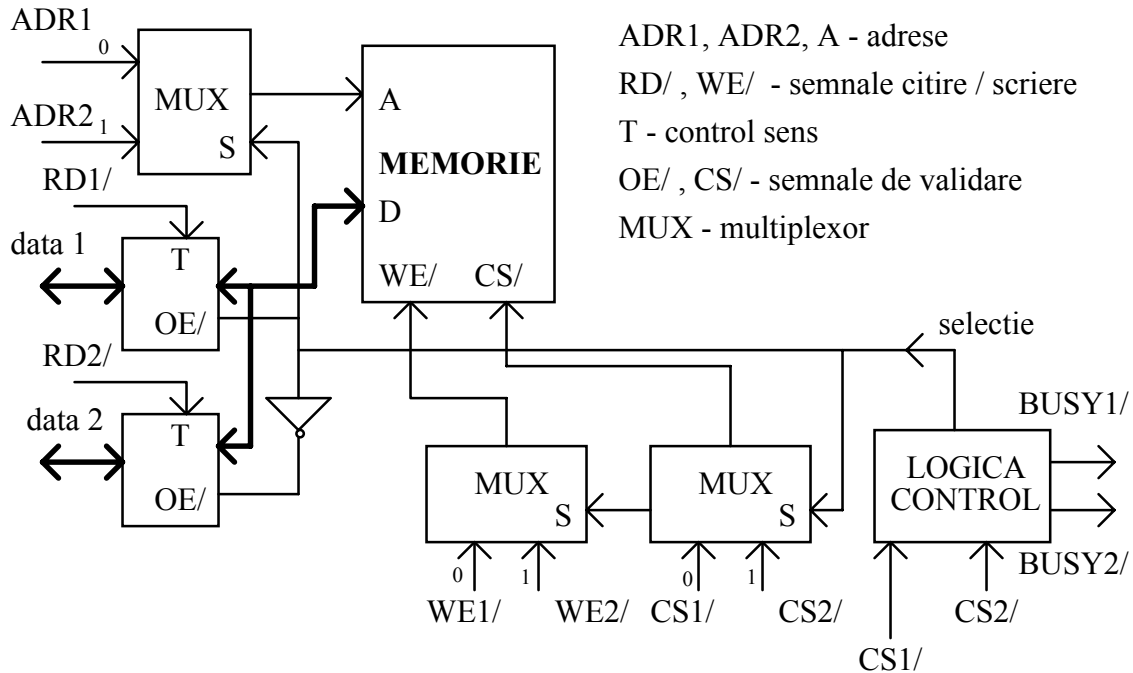 ADR1
0
ADR2
1
MUX
S
RD1/
data 1
T
OE/
RD2/
data 2
T
OE/
A
MEMORIE
D
WE/ CS/
ADR1, ADR2, A - adrese
RD/ , WE/ - semnale citire / scriere
T - control sens
OE/ , CS/ - semnale de validare
MUX - multiplexor
selectie
MUX
S
0 1
WE1/ WE2/
MUX
S
0 1
CS1/ CS2/
LOGICA
CONTROL
BUSY1/
BUSY2/
CS2/
CS1/